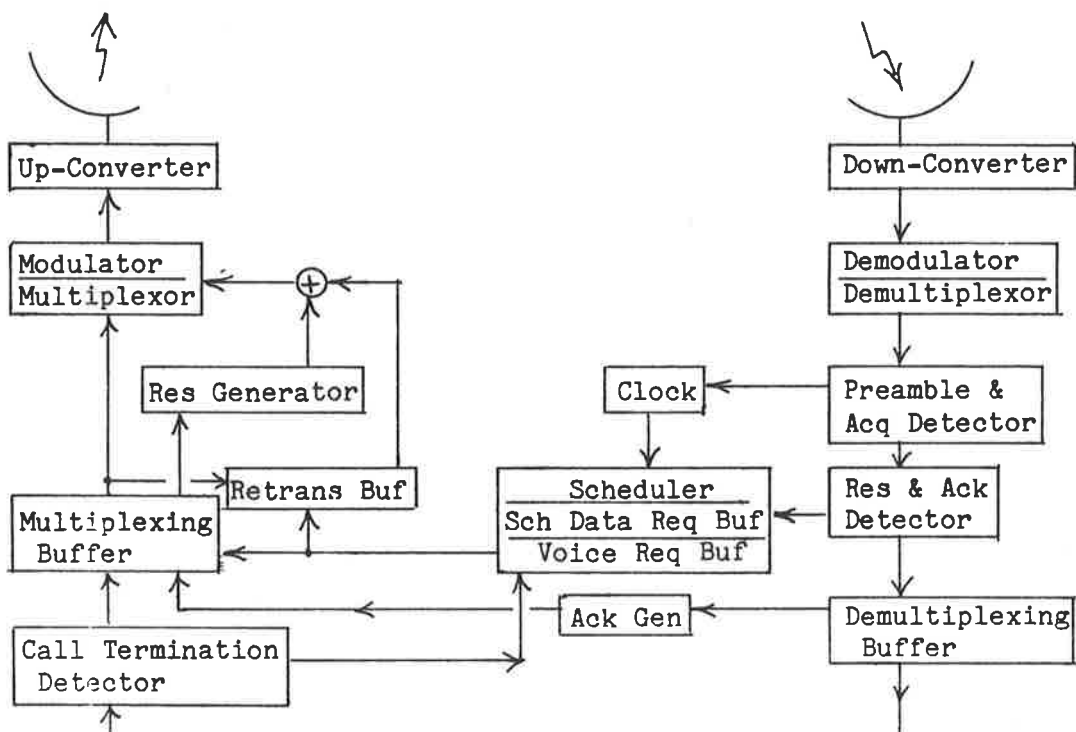 Up-Converter
Down-Converter
Modulator
Multiplexor
+
Demodulator
Demultiplexor
Res Generator
Clock
Preamble &
Acq Detector
Retrans Buf
Scheduler
Sch Data Req Buf
Voice Req Buf
Res & Ack
Detector
Multiplexing
Buffer
Ack Gen
Demultiplexing
Buffer
Call Termination
Detector